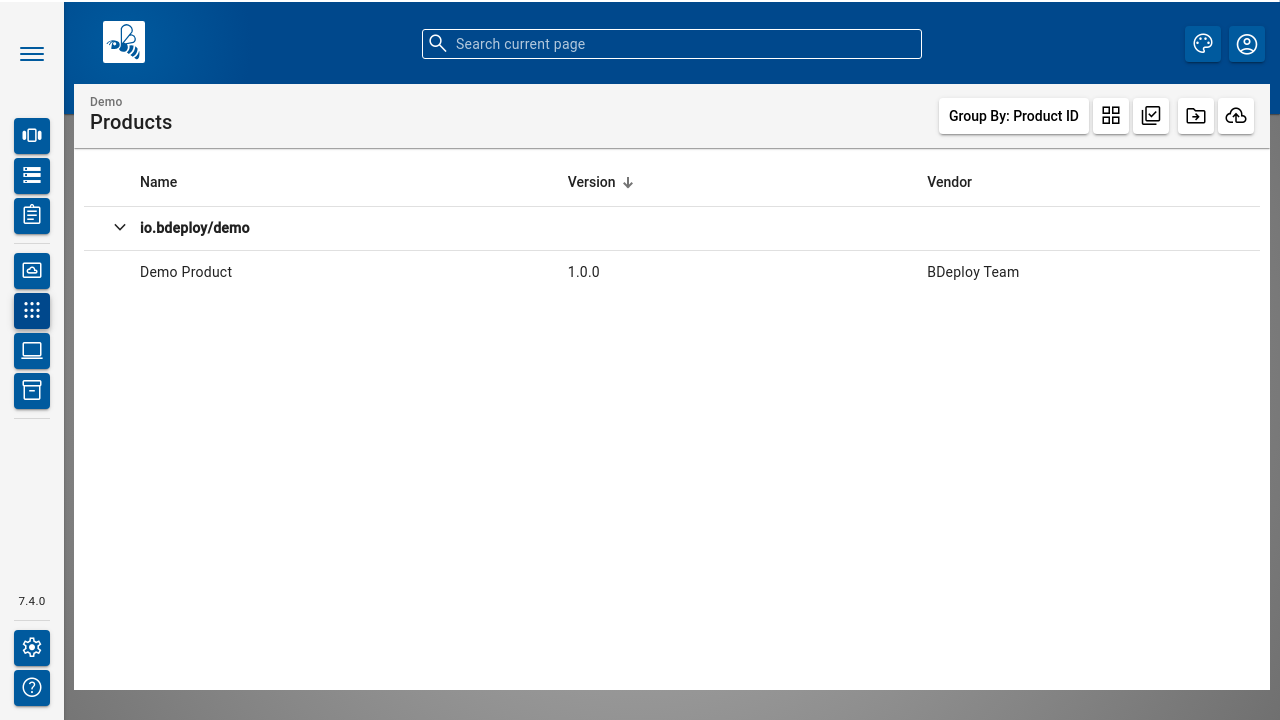 Search current page
Demo
Products
Group By: Product ID
Name Version Vendor
io.bdeploy/demo
Demo Product 1.0.0 BDeploy Team
7.4.0